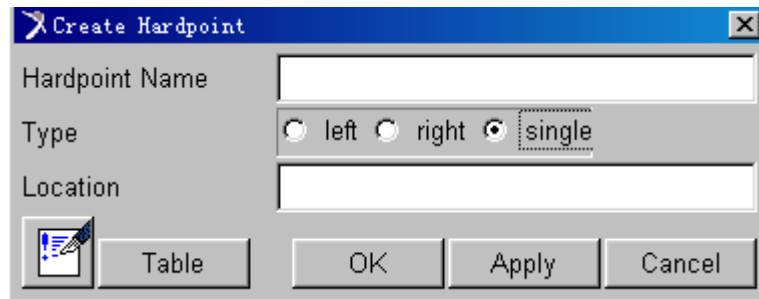 Create Hardpoint
Hardpoint Name
Type left right single
Location
Table OK Apply Cancel